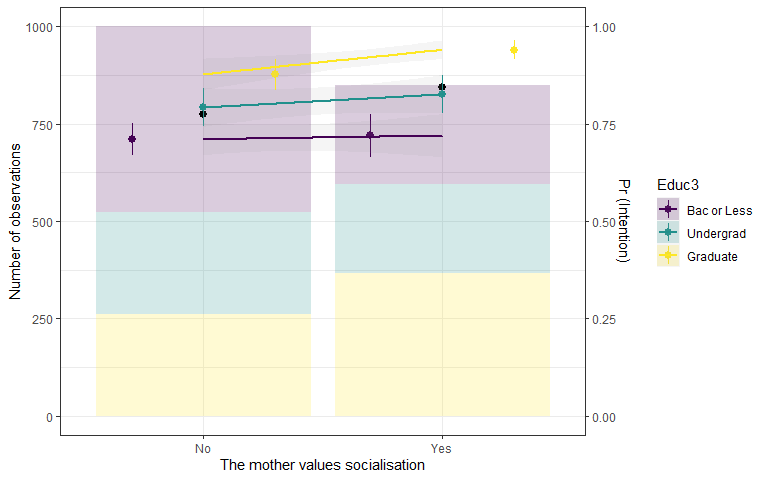 1000
750
500
250
0
Number of observations
No
Yes
The mother values socialisation
1.00
0.75
0.50
0.25
0.00
Pr (Intention)
Educ3
Bac or Less
Undergrad
Graduate